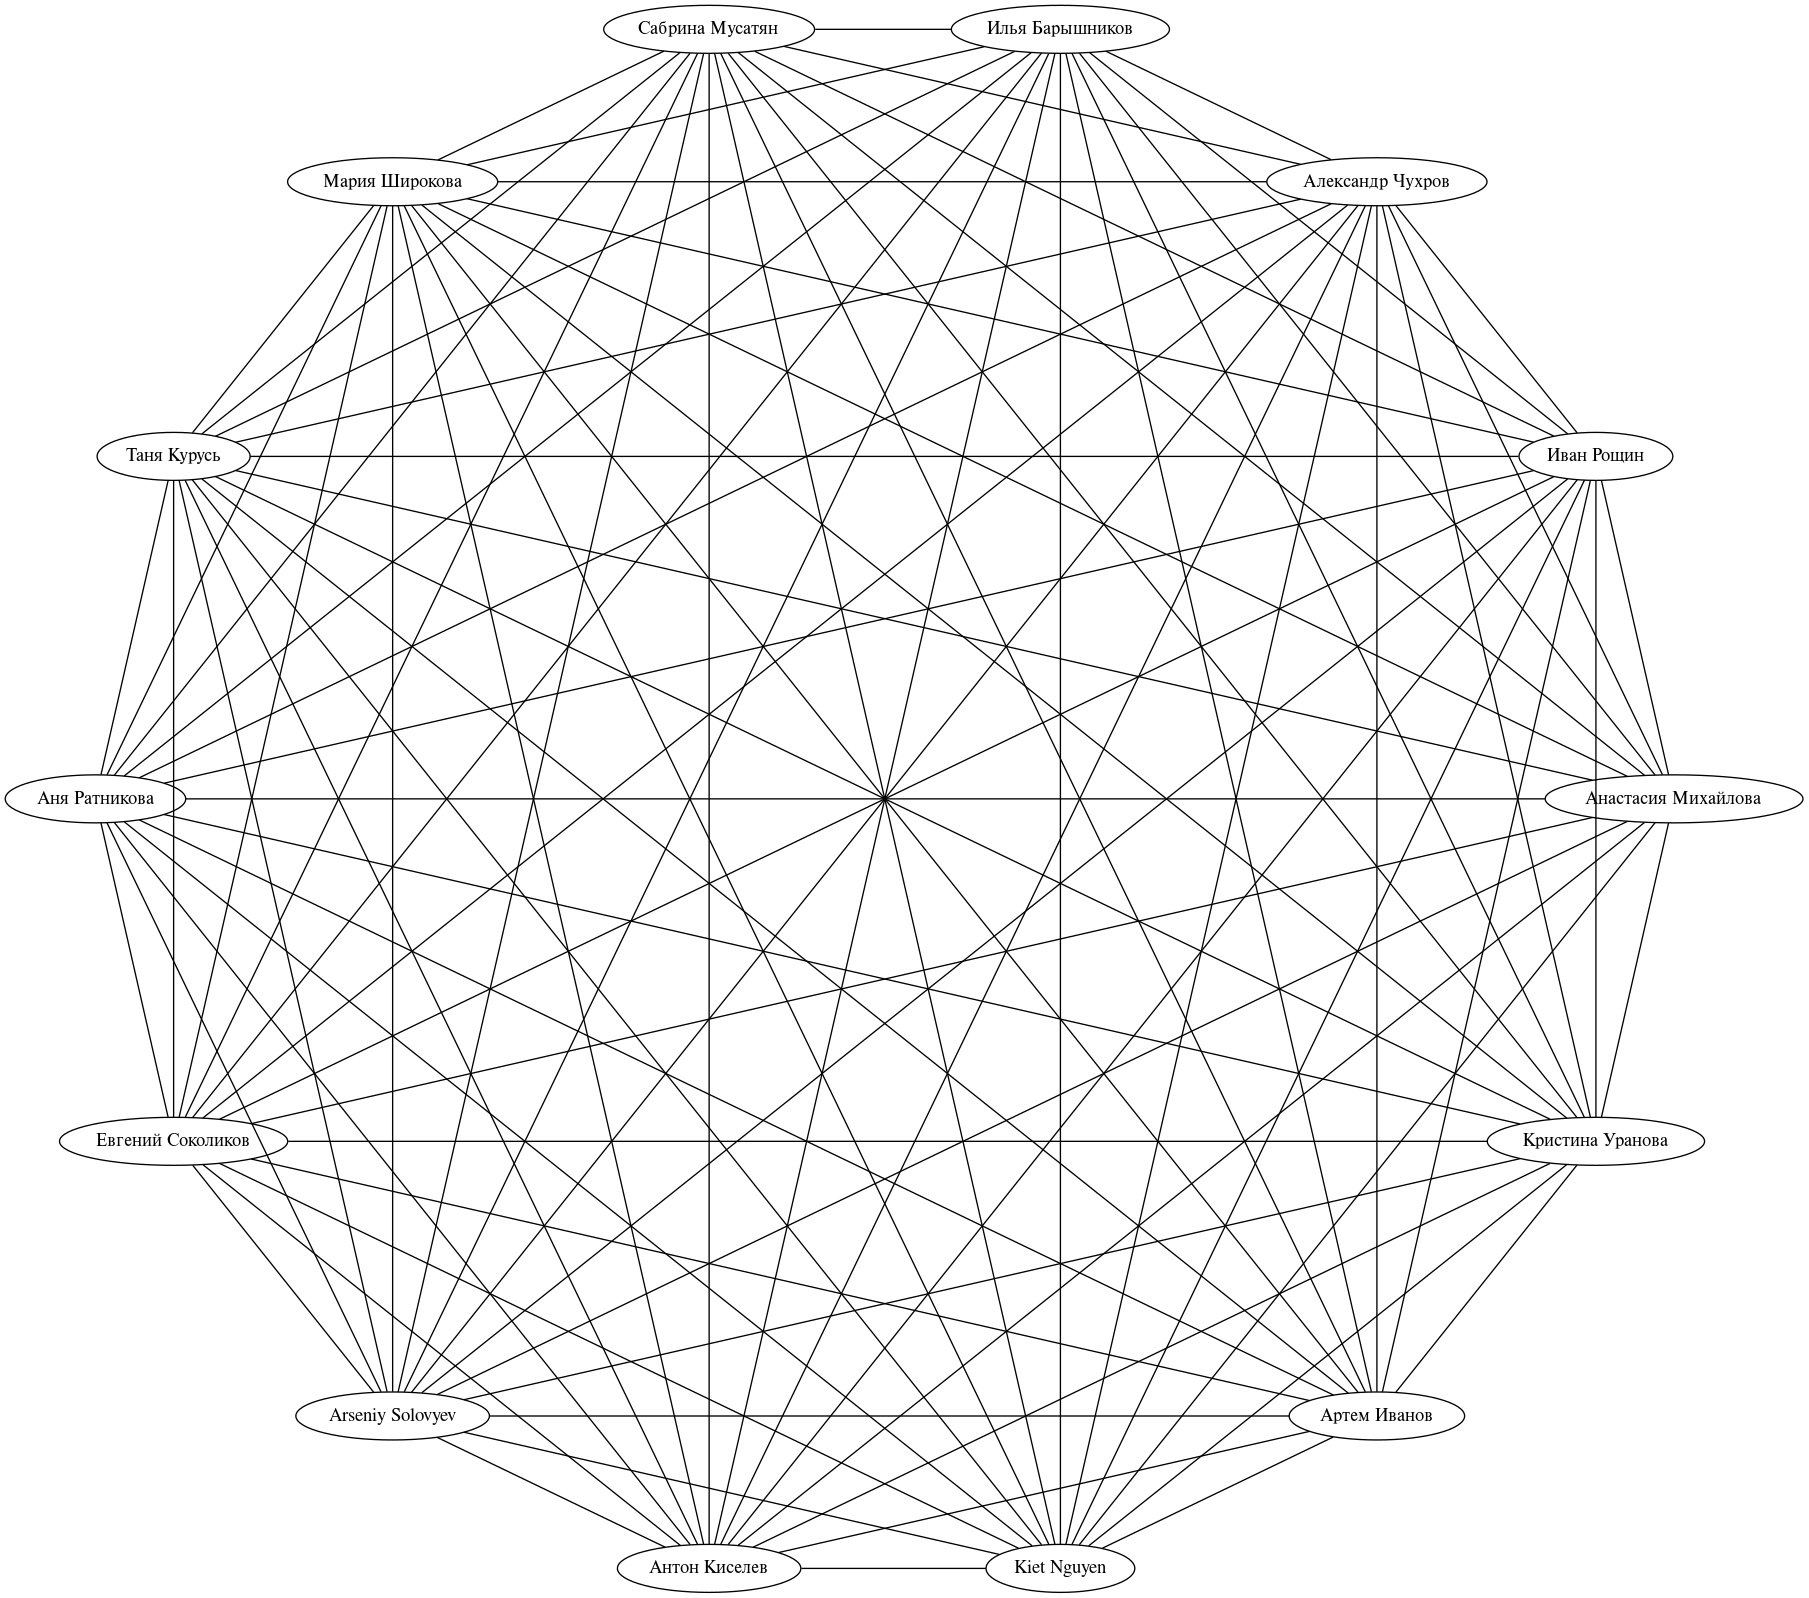 Сабрина Мусатян
Илья Барышников
Мария Широкова
Александр Чухров
Таня Курусь
Иван Рощин
Аня Ратникова
Анастасия Михайлова
Евгений Соколиков
Кристина Уранова
Arseniy Solovyev
Артем Иванов
Антон Киселев
Kiet Nguyen